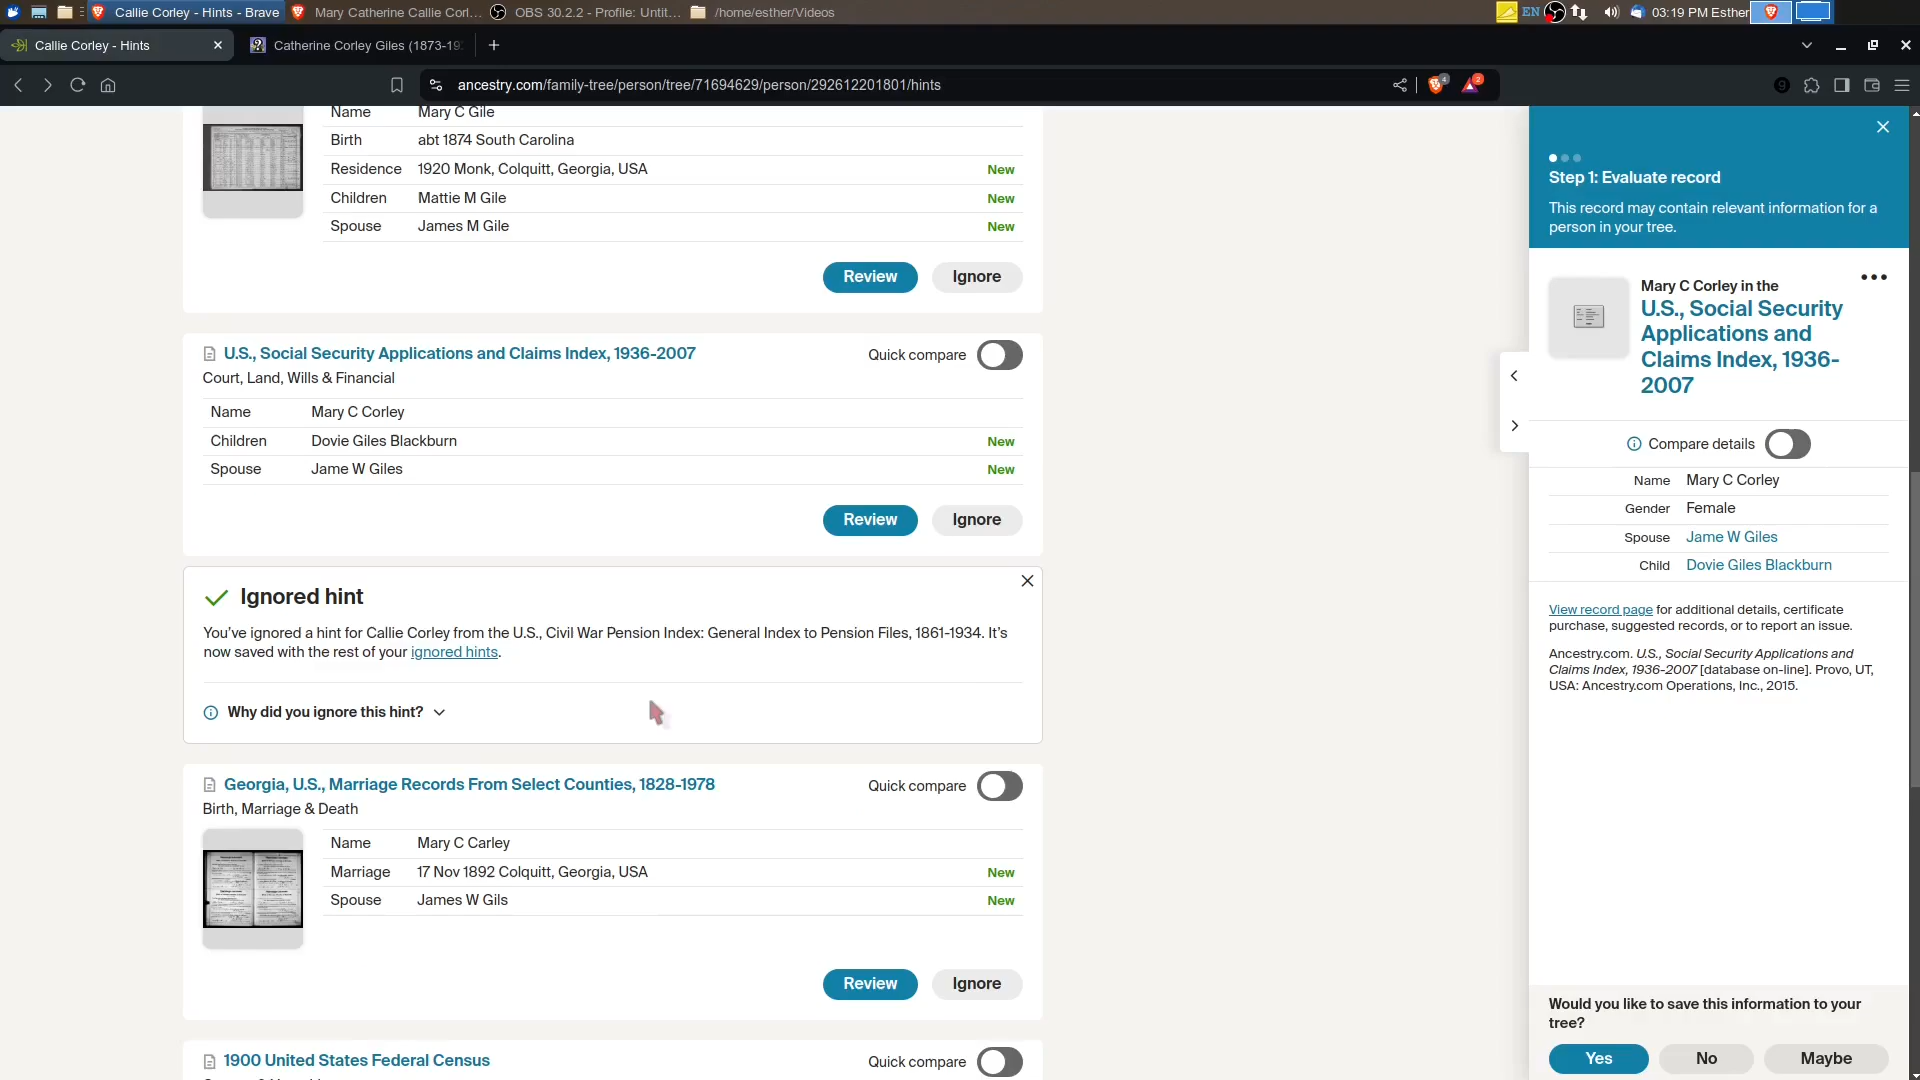 Callie Corley - Hints - Brave
Mary Catherine Callie Corl...
OBS 30.2.2 - Profile: Untit...
/home/esther/Videos
EN
03:19 PM Esther
Callie Corley - Hints
Catherine Corley Giles (1873-19
ancestry.com/family-tree/person/tree/71694629/person/292612201801/hints
4
2
Name Mary C Gile
Birth abt 1874 South Carolina
Residence 1920 Monk, Colquitt, Georgia, USA New
Children Mattie M Gile New
Spouse James M Gile New
Review Ignore
U.S., Social Security Applications and Claims Index, 1936-2007
Quick compare
Court, Land, Wills & Financial
Name Mary C Corley
Children Dovie Giles Blackburn New
Spouse Jame W Giles New
Review Ignore
Ignored hint
You've ignored a hint for Callie Corley from the U.S., Civil War Pension Index: General Index to Pension Files, 1861-1934. It's
now saved with the rest of your ignored hints.
Why did you ignore this hint?
Georgia, U.S., Marriage Records From Select Counties, 1828-1978
Quick compare
Birth, Marriage & Death
Name Mary C Carley
Marriage 17 Nov 1892 Colquitt, Georgia, USA New
Spouse James W Gils New
Review Ignore
1900 United States Federal Census
Quick compare
Step 1: Evaluate record
This record may contain relevant information for a
person in your tree.
Mary C Corley in the
U.S., Social Security
Applications and
Claims Index, 1936-
2007
Compare details
Name Mary C Corley
Gender Female
Spouse Jame W Giles
Child Dovie Giles Blackburn
View record page for additional details, certificate
purchase, suggested records, or to report an issue.
Ancestry.com. U.S., Social Security Applications and
Claims Index, 1936-2007 [database on-line]. Provo, UT,
USA: Ancestry.com Operations, Inc., 2015.
Would you like to save this information to your
tree?
Yes No Maybe